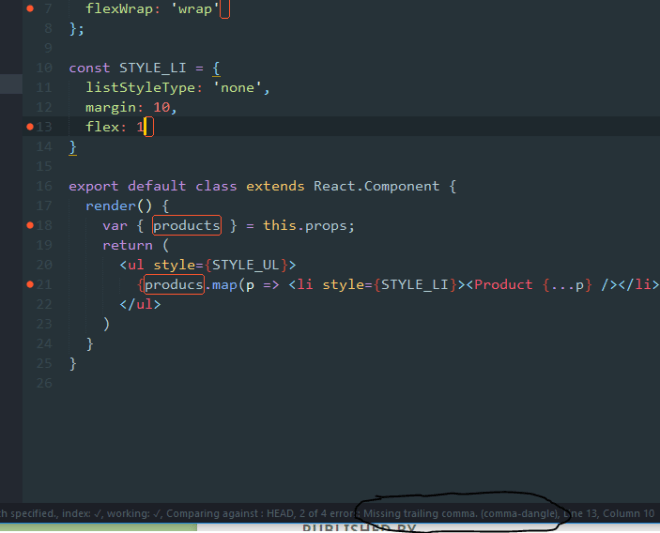 7 flexWrap: 'wrap'
8 };
9
10 const STYLE_LI = {
11 listStyleType: 'none',
12 margin: 10,
13 flex: 1
14 }
15
16 export default class extends React.Component {
17 render() {
18 var { products } = this.props;
19 return (
20 <ul style={STYLE_UL}>
21 {producs.map(p => <li style={STYLE_LI}><Product {...p} /></li>
22 </ul>
23 )
24 }
25 }
26
h specified., index: √, working: √, Comparing against : HEAD, 2 of 4 error: Missing trailing comma. (comma-dangle), Line 13, Column 10
PUBLISHED BY